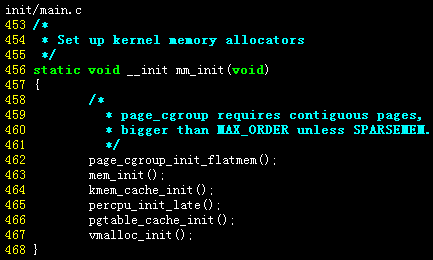 init/main.c
453 /*
454  * Set up kernel memory allocators
455  */
456 static void __init mm_init(void)
457 {
458         /*
459          * page_cgroup requires contiguous pages,
460          * bigger than MAX_ORDER unless SPARSEMEM.
461          */
462         page_cgroup_init_flatmem();
463         mem_init();
464         kmem_cache_init();
465         percpu_init_late();
466         pgtable_cache_init();
467         vmalloc_init();
468 }